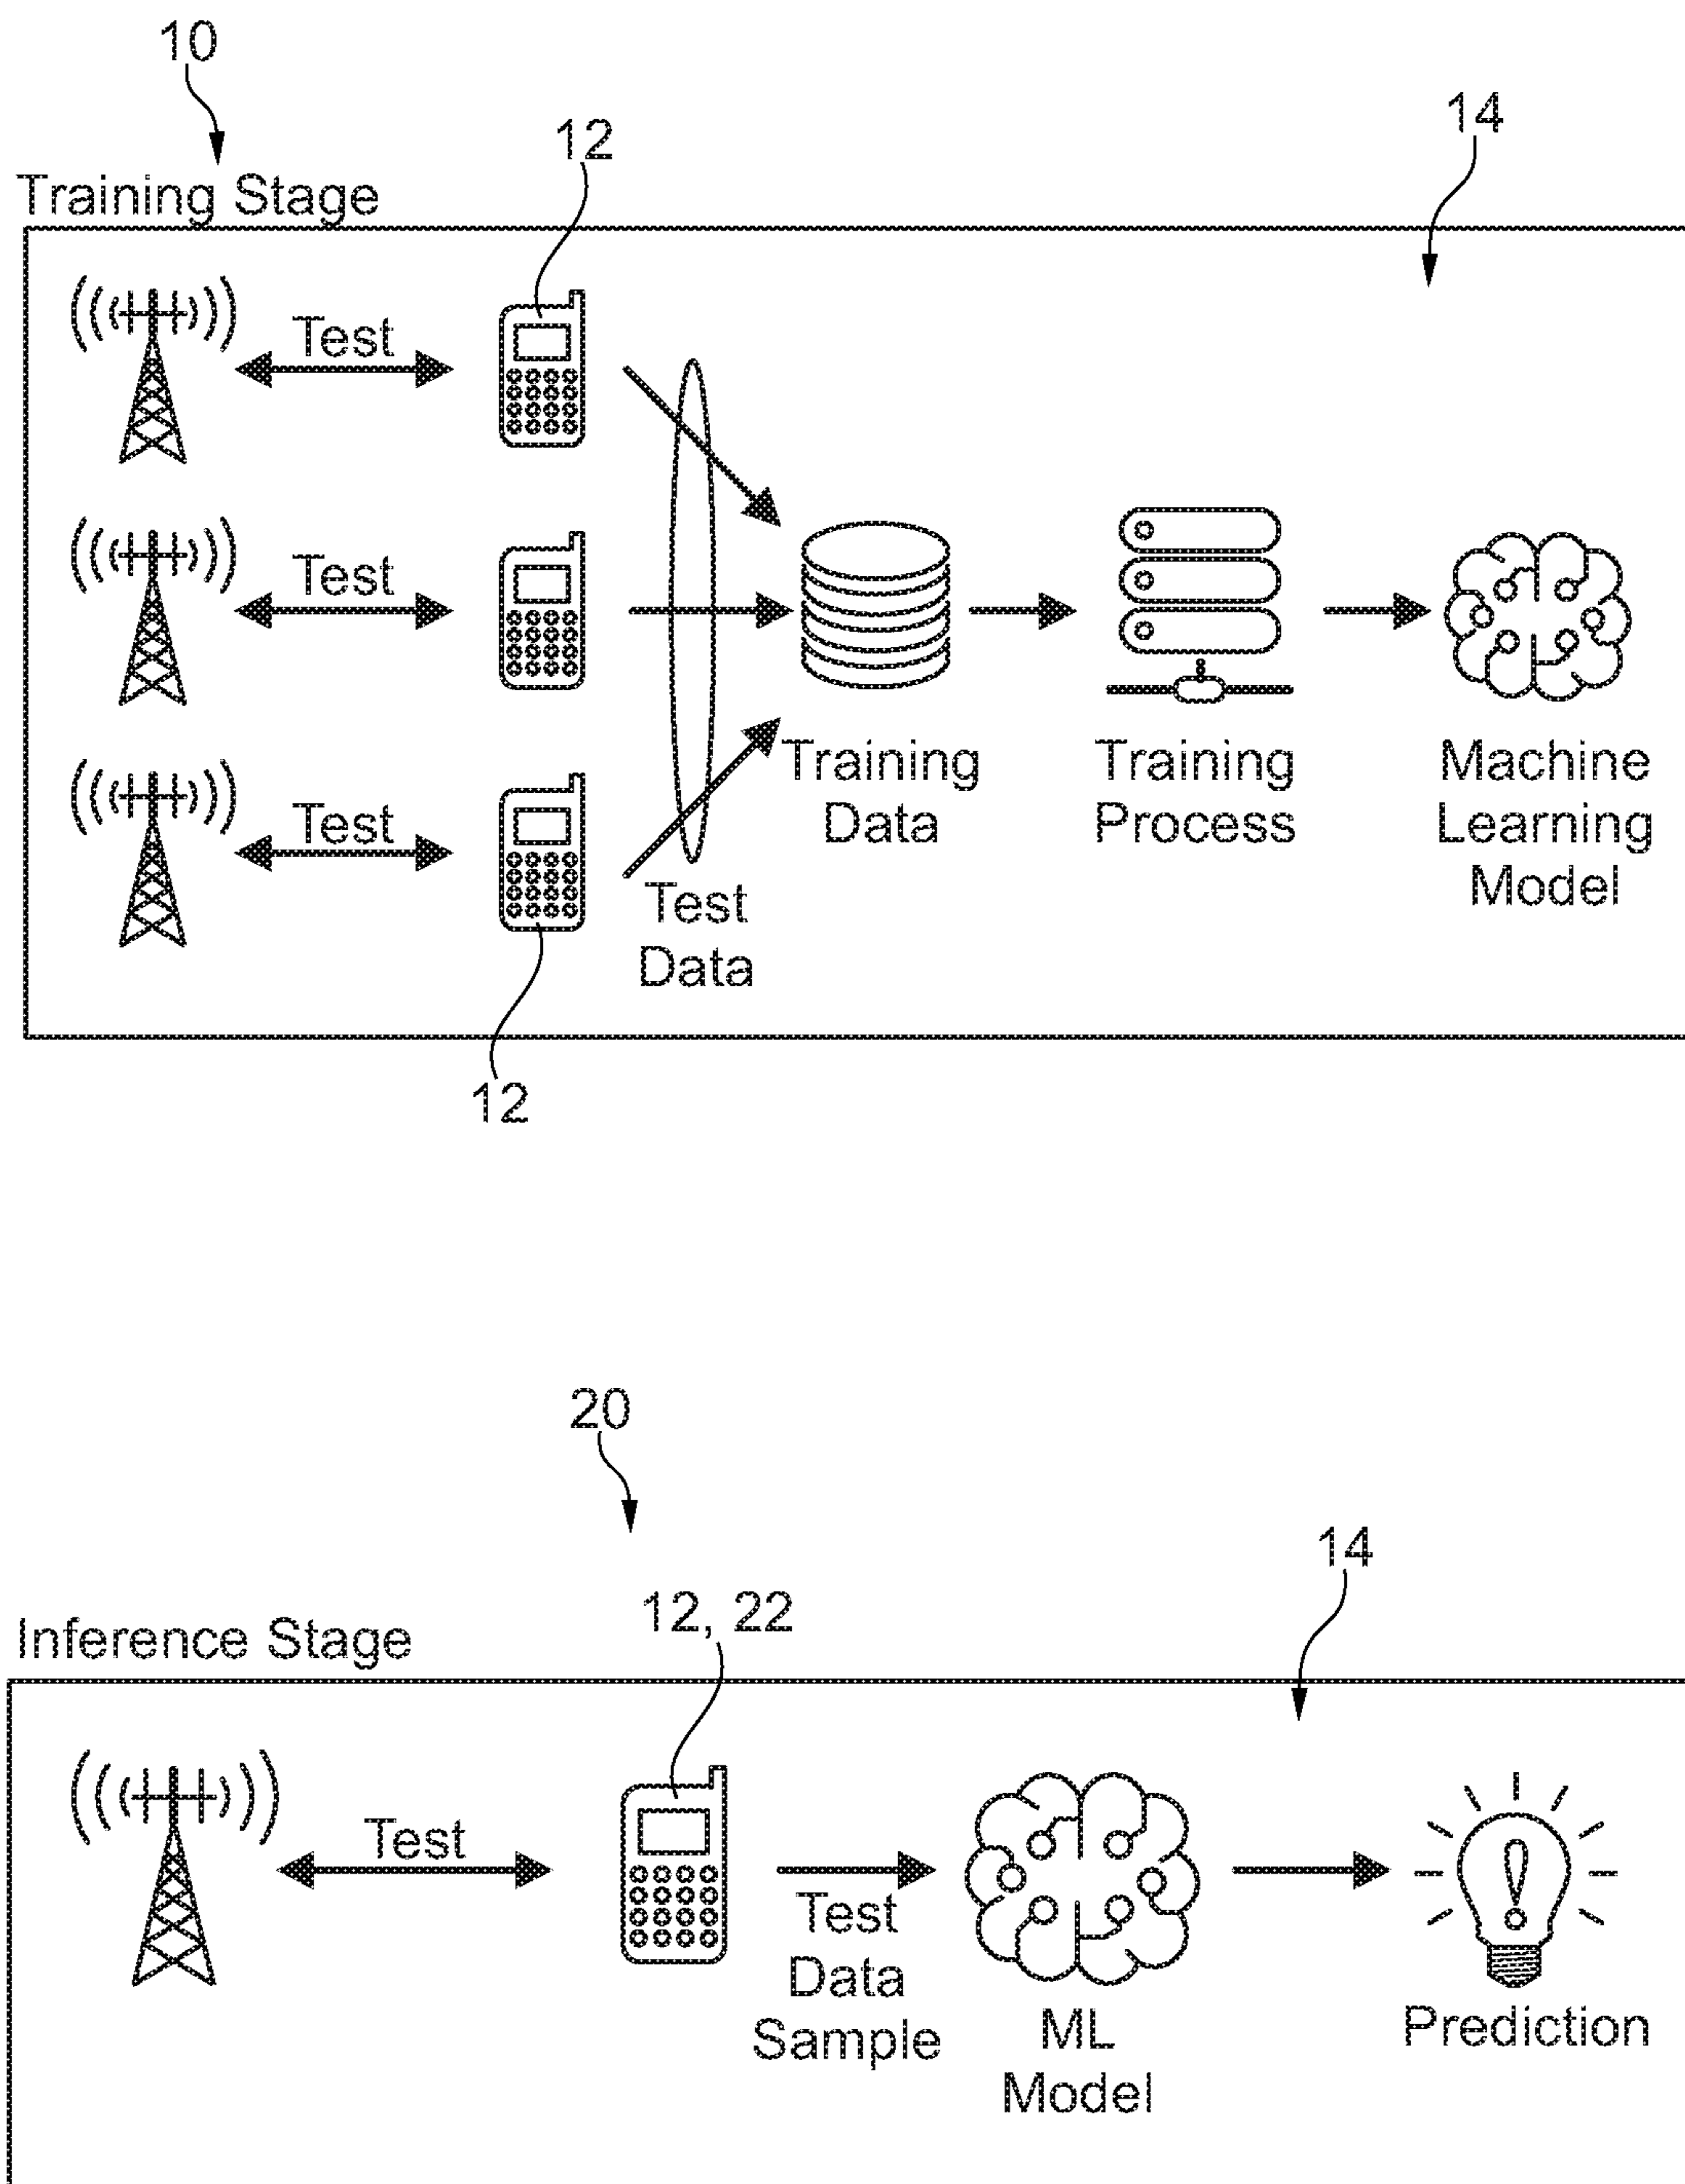 10
12
14
Training Stage
Test
Test
Test
Training
Data
Training
Process
Machine
Learning
Model
Test
Data
12
20
12, 22
14
Inference Stage
Test
Test
Data
Sample
ML
Model
Prediction